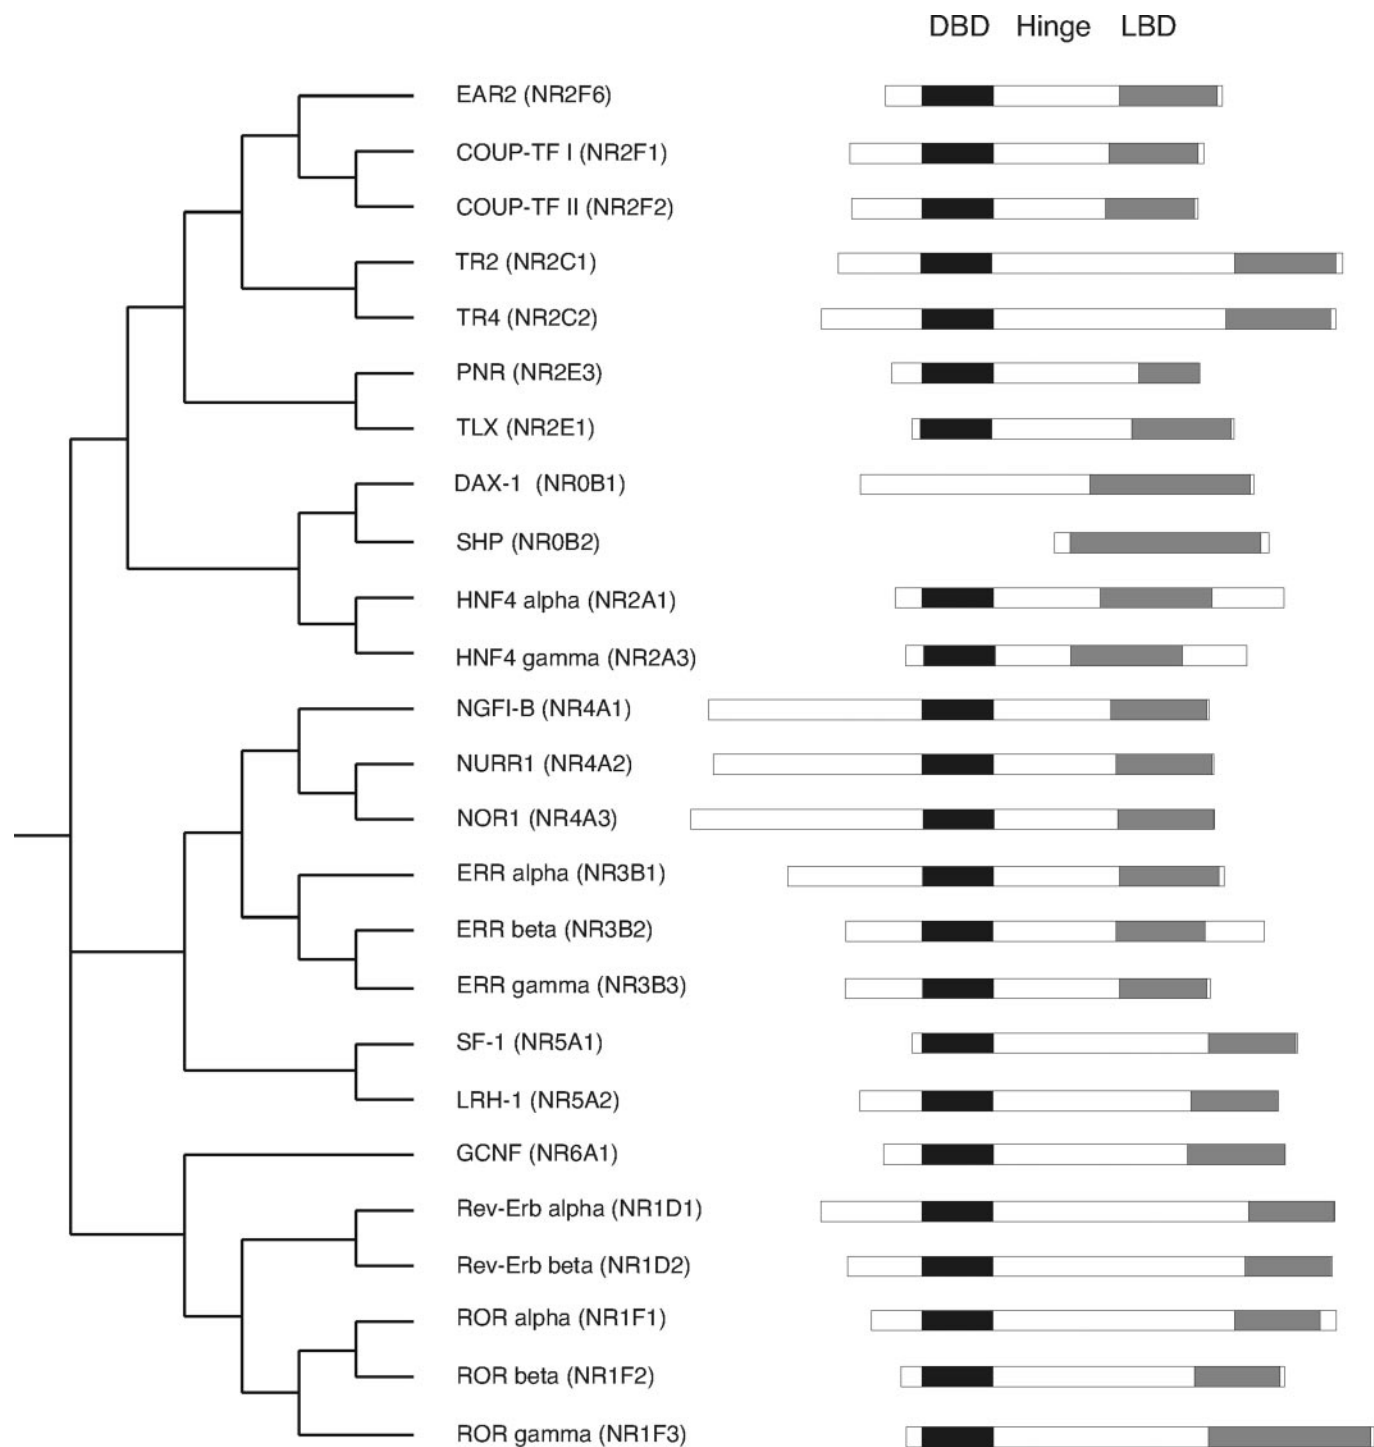 DBD Hinge LBD
EAR2 (NR2F6)
COUP-TF I (NR2F1)
COUP-TF II (NR2F2)
TR2 (NR2C1)
TR4 (NR2C2)
PNR (NR2E3)
TLX (NR2E1)
DAX-1 (NR0B1)
SHP (NR0B2)
HNF4 alpha (NR2A1)
HNF4 gamma (NR2A3)
NGFI-B (NR4A1)
NURR1 (NR4A2)
NOR1 (NR4A3)
ERR alpha (NR3B1)
ERR beta (NR3B2)
ERR gamma (NR3B3)
SF-1 (NR5A1)
LRH-1 (NR5A2)
GCNF (NR6A1)
Rev-Erb alpha (NR1D1)
Rev-Erb beta (NR1D2)
ROR alpha (NR1F1)
ROR beta (NR1F2)
ROR gamma (NR1F3)